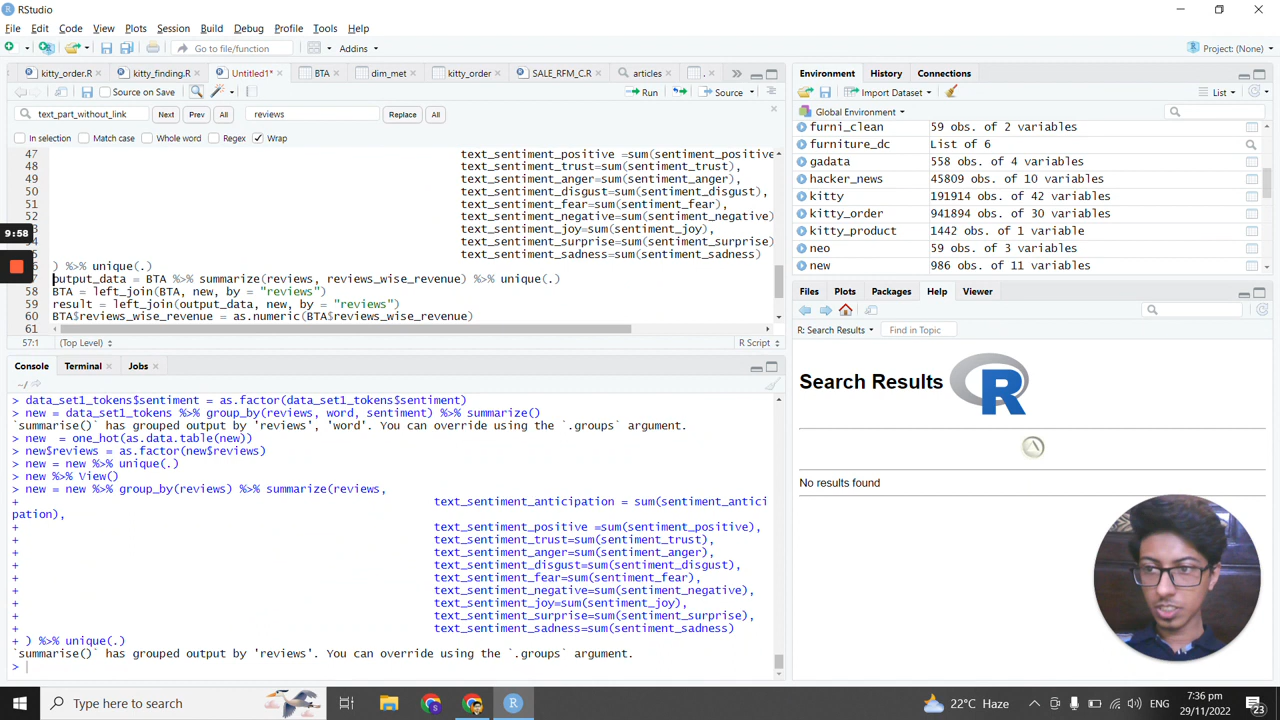 RStudio
File Edit Code View Plots Session Build Debug Profile Tools Help
Go to file/function Addins Project: (None)
kitty_order.R kitty_finding.R Untitled1* BTA dim_met kitty_order SALE_RFM_C.R articles
Source on Save Run Source
text_part_without_link Next Prev All reviews Replace All
In selection Match case Whole word Regex Wrap
47 text_sentiment_positive =sum(sentiment_positive
48 text_sentiment_trust=sum(sentiment_trust),
49 text_sentiment_anger=sum(sentiment_anger),
50 text_sentiment_disgust=sum(sentiment_disgust),
51 text_sentiment_fear=sum(sentiment_fear),
52 text_sentiment_negative=sum(sentiment_negative)
3 text_sentiment_joy=sum(sentiment_joy),
4 text_sentiment_surprise=sum(sentiment_surprise)
5 text_sentiment_sadness=sum(sentiment_sadness)
6 ) %>% unique(.)
7 output_data = BTA %>% summarize(reviews, reviews_wise_revenue) %>% unique(.)
58 BTA = left_join(BTA, new, by = "reviews")
59 result = left_join(output_data, new, by = "reviews")
60 BTA$reviews_wise_revenue = as.numeric(BTA$reviews_wise_revenue)
61
57:1 (Top Level) R Script
9:58
Console Terminal Jobs
~/
> data_set1_tokens$sentiment = as.factor(data_set1_tokens$sentiment)
> new = data_set1_tokens %>% group_by(reviews, word, sentiment) %>% summarize()
`summarise()` has grouped output by 'reviews', 'word'. You can override using the `.groups` argument.
> new  = one_hot(as.data.table(new))
> new$reviews = as.factor(new$reviews)
> new = new %>% unique(.)
> new %>% View()
> new = new %>% group_by(reviews) %>% summarize(reviews,
+ text_sentiment_anticipation = sum(sentiment_antici
pation),
+ text_sentiment_positive =sum(sentiment_positive),
+ text_sentiment_trust=sum(sentiment_trust),
+ text_sentiment_anger=sum(sentiment_anger),
+ text_sentiment_disgust=sum(sentiment_disgust),
+ text_sentiment_fear=sum(sentiment_fear),
+ text_sentiment_negative=sum(sentiment_negative),
+ text_sentiment_joy=sum(sentiment_joy),
+ text_sentiment_surprise=sum(sentiment_surprise),
+ text_sentiment_sadness=sum(sentiment_sadness)
+ ) %>% unique(.)
`summarise()` has grouped output by 'reviews'. You can override using the `.groups` argument.
>
Environment History Connections
Import Dataset List
Global Environment
furni_clean 59 obs. of 2 variables
furniture_dc List of 6
gadata 558 obs. of 4 variables
hacker_news 45809 obs. of 10 variables
kitty 191914 obs. of 42 variables
kitty_order 941894 obs. of 30 variables
kitty_product 1442 obs. of 1 variable
neo 59 obs. of 3 variables
new 986 obs. of 11 variables
Files Plots Packages Help Viewer
R: Search Results Find in Topic
Search Results R
No results found
Type here to search
22°C Haze ENG 7:36 pm
29/11/2022 23